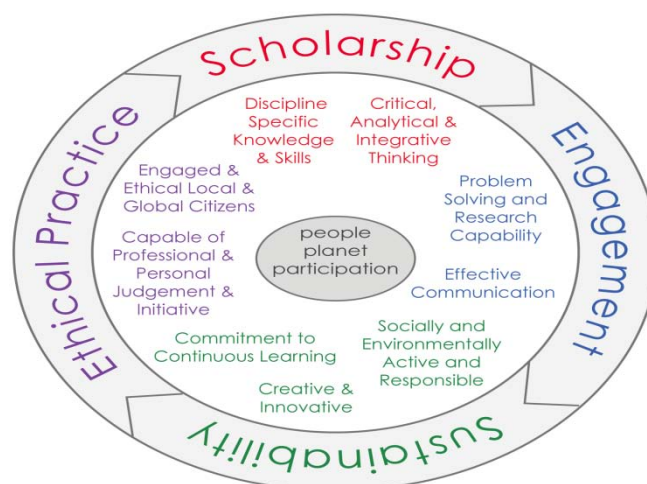 Scholarship
Discipline
Specific
Knowledge
& Skills
Critical,
Analytical &
Integrative
Thinking
Engagement
Problem
Solving and
Research
Capability
Effective
Communication
Sustainability
Socially and
Environmentally
Active and
Responsible
Creative &
Innovative
Commitment to
Continuous Learning
Ethical Practice
Capable of
Professional &
Personal
Judgement &
Initiative
Engaged &
Ethical Local &
Global Citizens
people
planet
participation